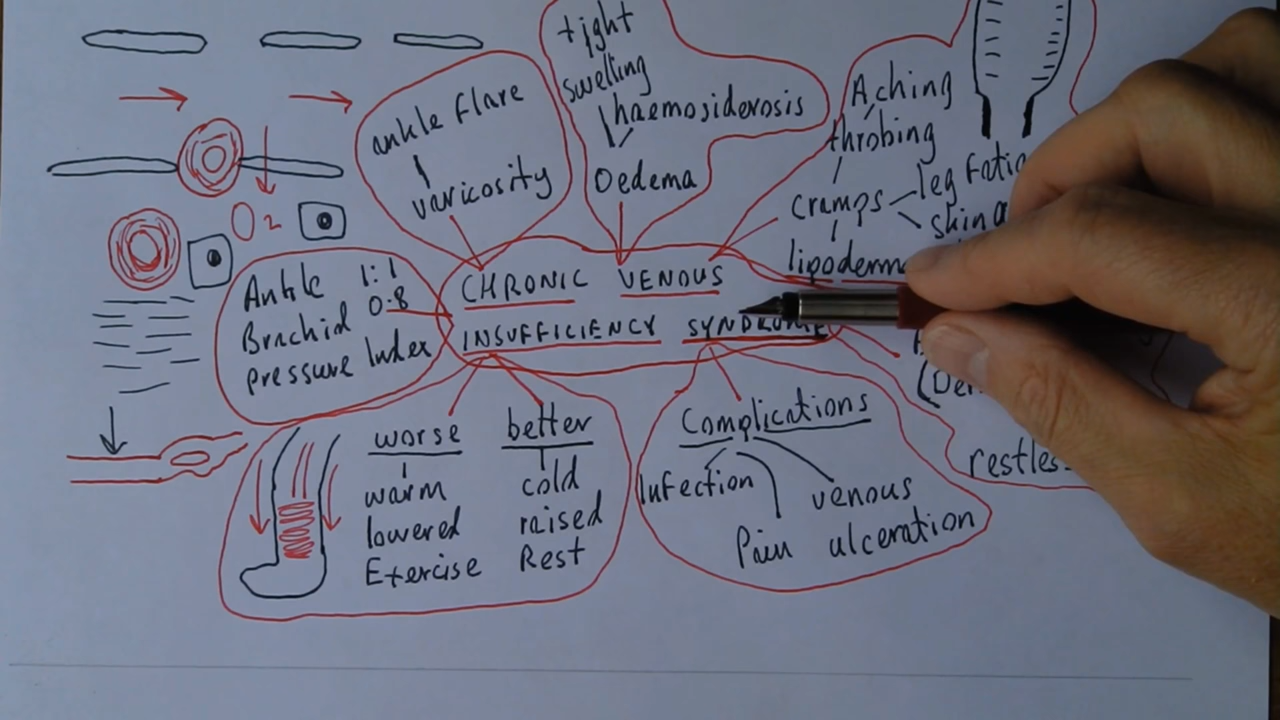 tight
swelling
haemosiderosis
Oedema
ankle flare
varicosity
Aching
throbing
cramps
leg
O2
CHRONIC VENOUS
INSUFFICIENCY SYNDROME
Ankle 1:1
Brachial 0.8
pressure Index
worse
warm
lowered
Exercise
better
cold
raised
Rest
Complications
Infection
Pain
venous
ulceration